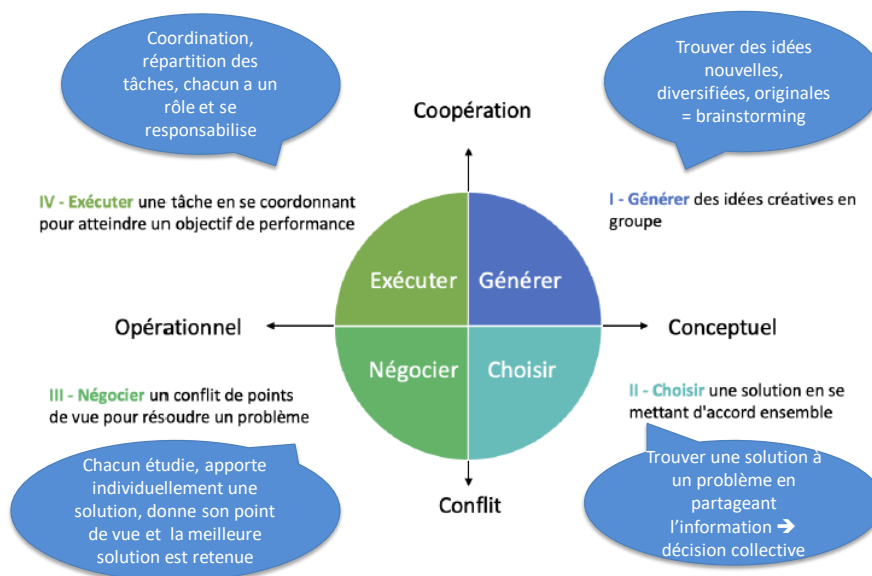 Coordination,
répartition des
tâches, chacun a un
rôle et se
responsabilise
Trouver des idées
nouvelles,
diversifiées, originales
= brainstorming
Coopération
IV - Exécuter une tâche en se coordonnant
pour atteindre un objectif de performance
I - Générer des idées créatives en
groupe
Exécuter
Générer
Opérationnel
Conceptuel
Négocier
Choisir
III - Négocier un conflit de points
de vue pour résoudre un problème
II - Choisir une solution en se
mettant d'accord ensemble
Chacun étudie, apporte
individuellement une
solution, donne son point
de vue et la meilleure
solution est retenue
Conflit
Trouver une solution à
un problème en
partageant
l’information ➔
décision collective